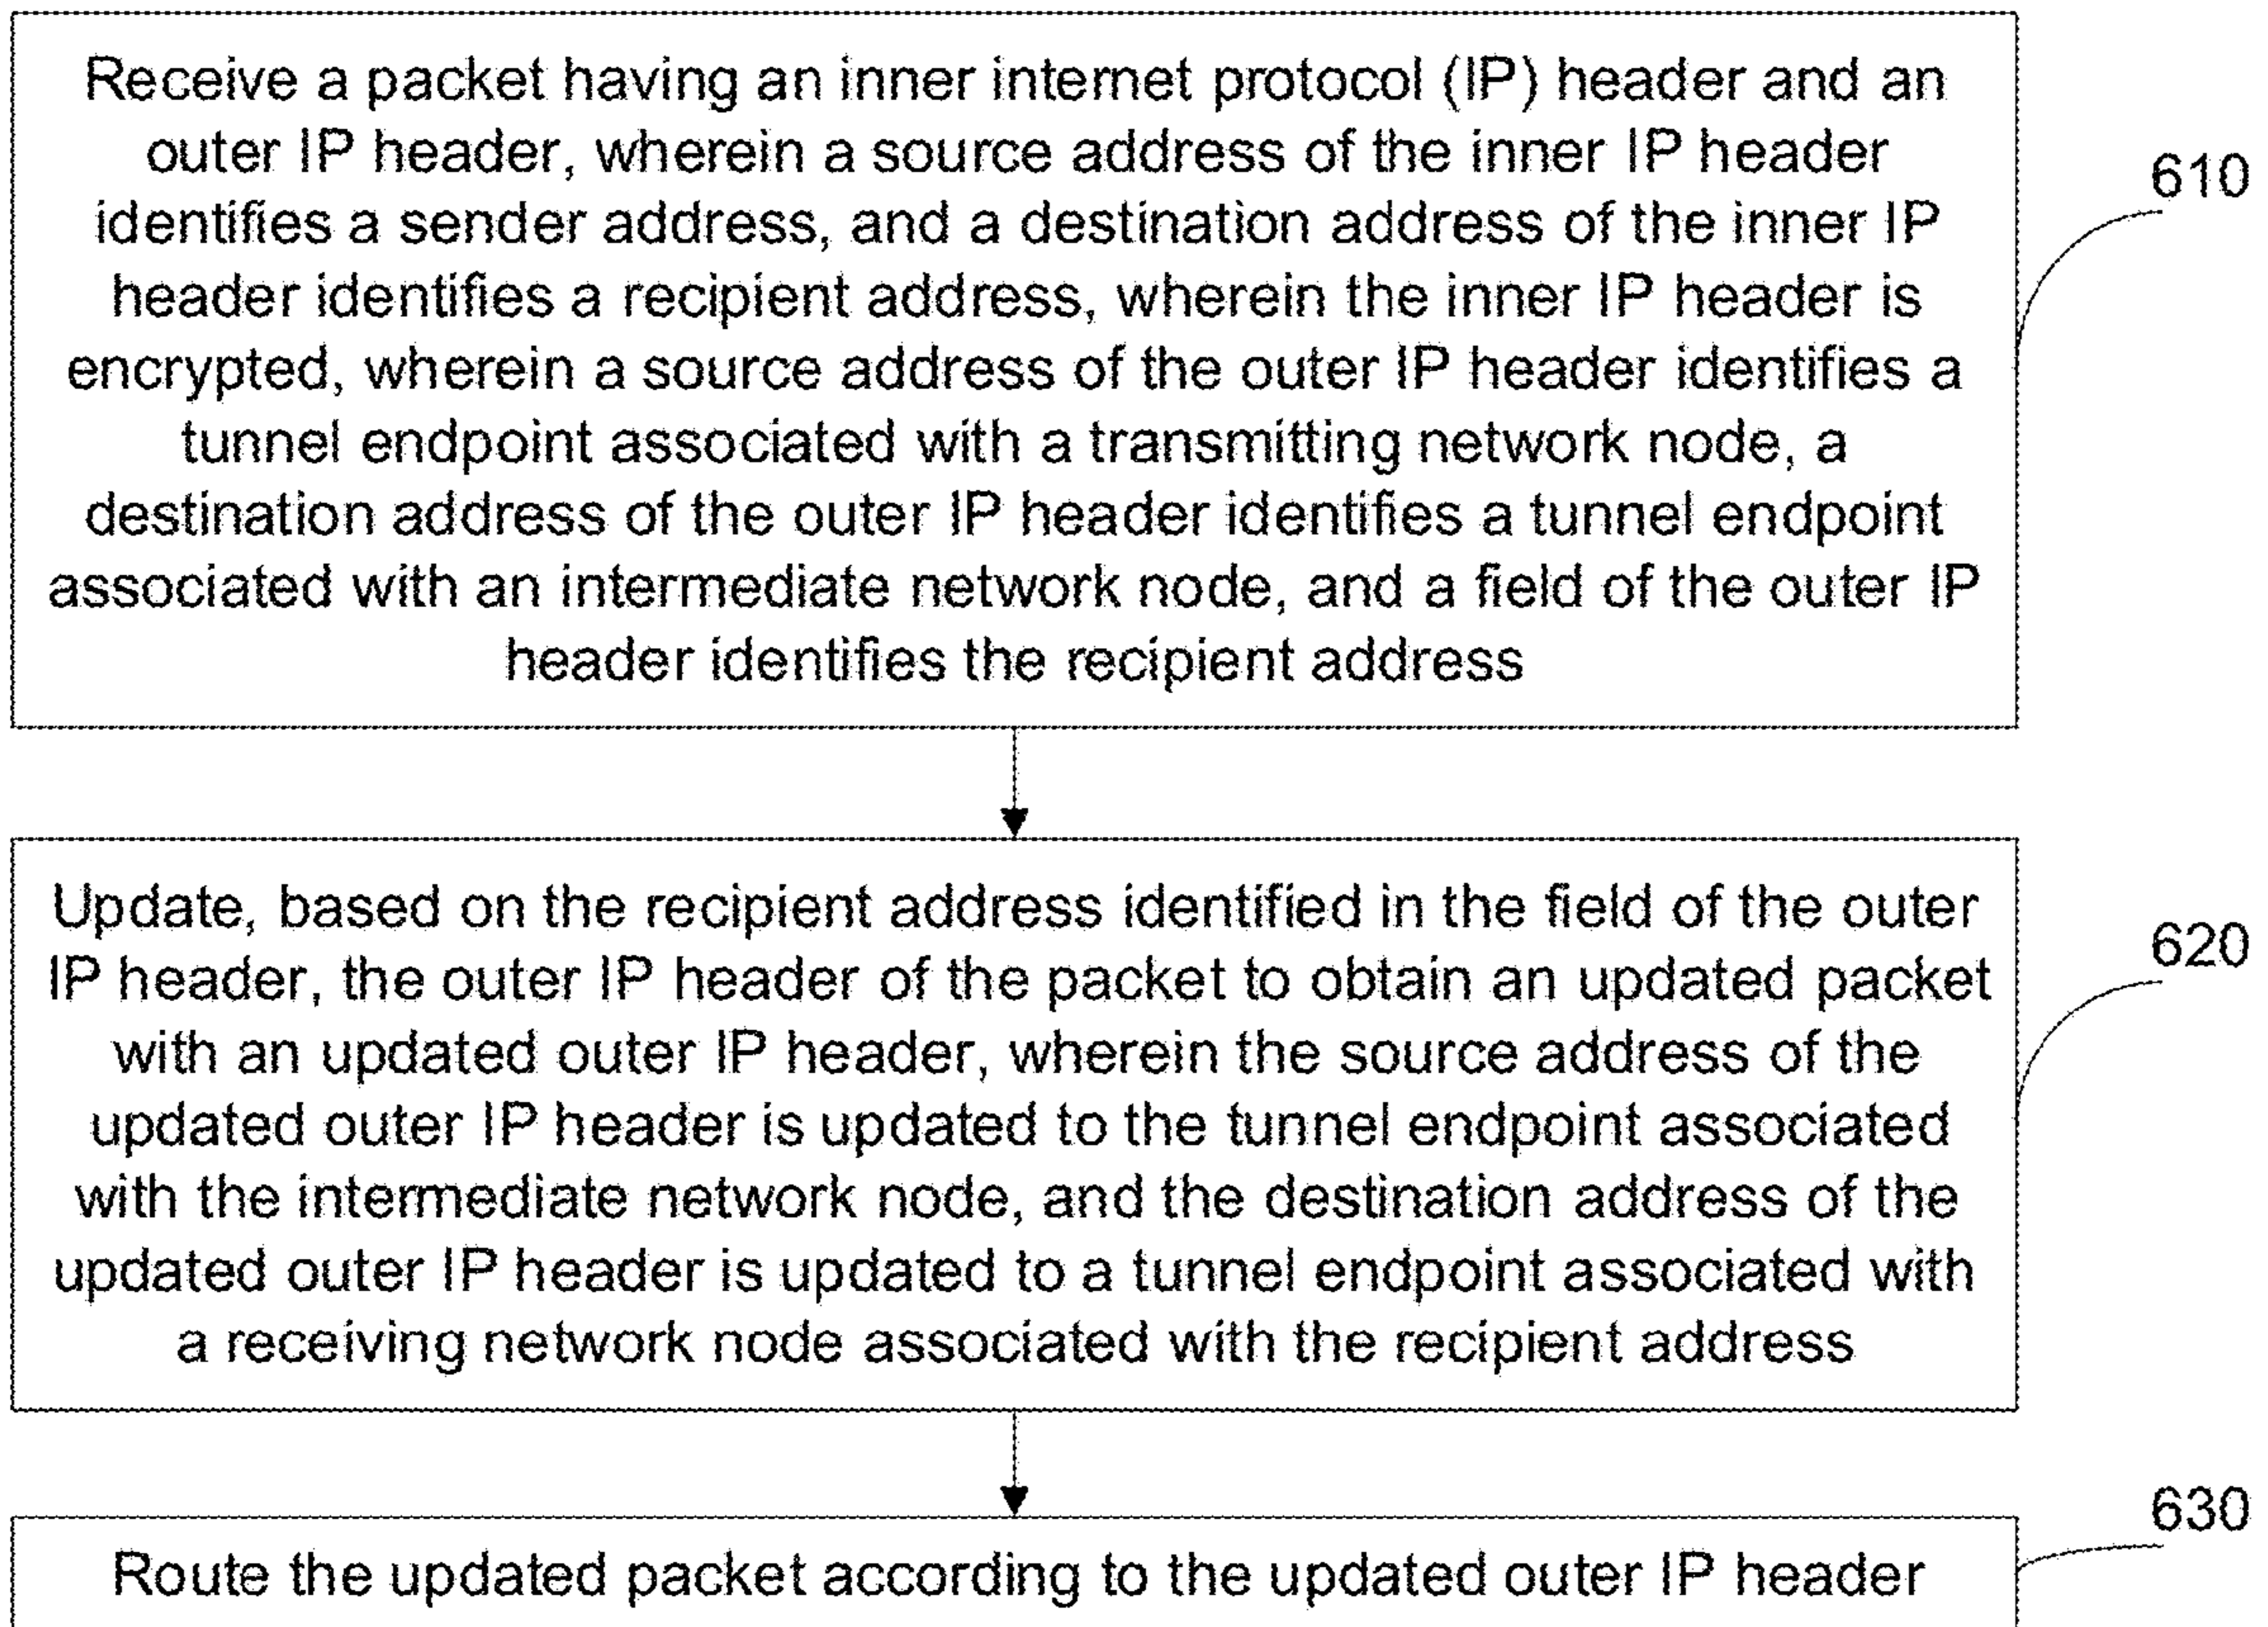 Receive a packet having an inner internet protocol (IP) header and an
outer IP header, wherein a source address of the inner IP header
identifies a sender address, and a destination address of the inner IP
header identifies a recipient address, wherein the inner IP header is
encrypted, wherein a source address of the outer IP header identifies a
tunnel endpoint associated with a transmitting network node, a
destination address of the outer IP header identifies a tunnel endpoint
associated with an intermediate network node, and a field of the outer IP
header identifies the recipient address
610
Update, based on the recipient address identified in the field of the outer
IP header, the outer IP header of the packet to obtain an updated packet
with an updated outer IP header, wherein the source address of the
updated outer IP header is updated to the tunnel endpoint associated
with the intermediate network node, and the destination address of the
updated outer IP header is updated to a tunnel endpoint associated with
a receiving network node associated with the recipient address
620
Route the updated packet according to the updated outer IP header
630